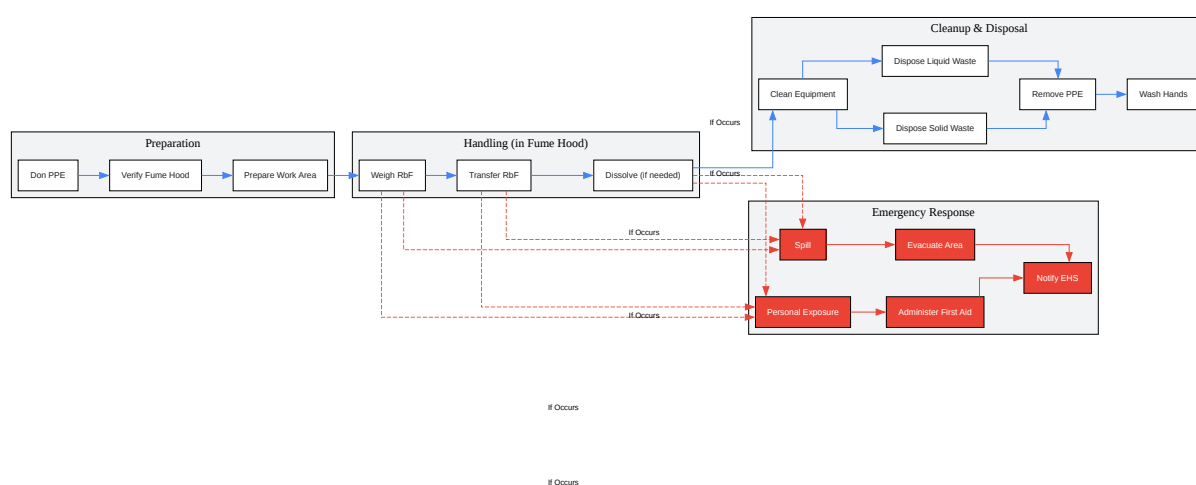 Cleanup & Disposal
Dispose Liquid Waste
Clean Equipment
Remove PPE
Wash Hands
Dispose Solid Waste
If Occurs
Preparation
Don PPE
Verify Fume Hood
Prepare Work Area
Handling (in Fume Hood)
Weigh RbF
Transfer RbF
Dissolve (if needed)
If Occurs
Emergency Response
If Occurs
Spill
Evacuate Area
Notify EHS
Personal Exposure
Administer First Aid
If Occurs
If Occurs
If Occurs